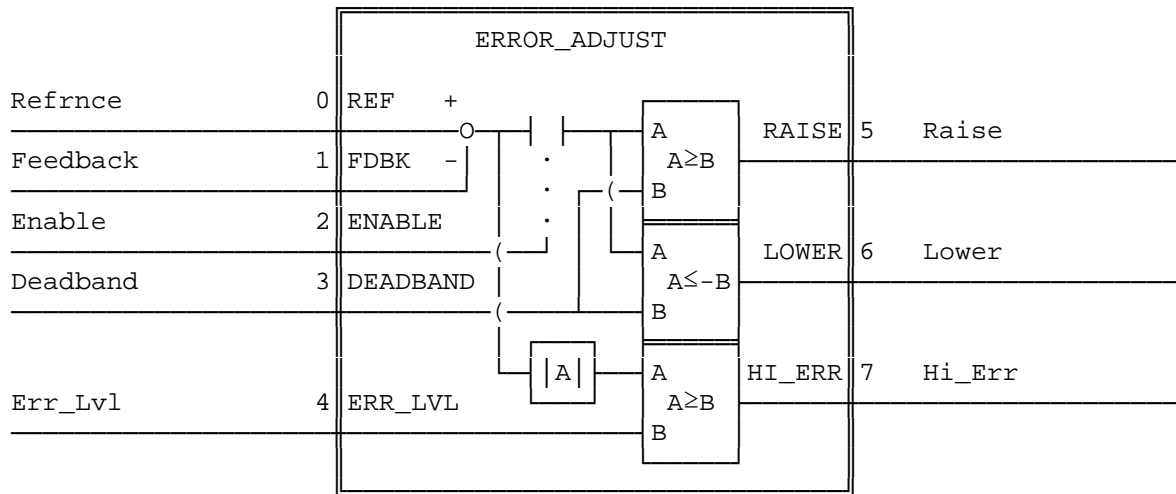 ERROR_ADJUST
Refrnce 0 REF +
A RAISE 5 Raise
Feedback 1 FDBK - A≥B
B
Enable 2 ENABLE
A LOWER 6 Lower
Deadband 3 DEADBAND A≤-B
B
|A| A HI_ERR 7 Hi_Err
Err_Lvl 4 ERR_LVL A≥B
B